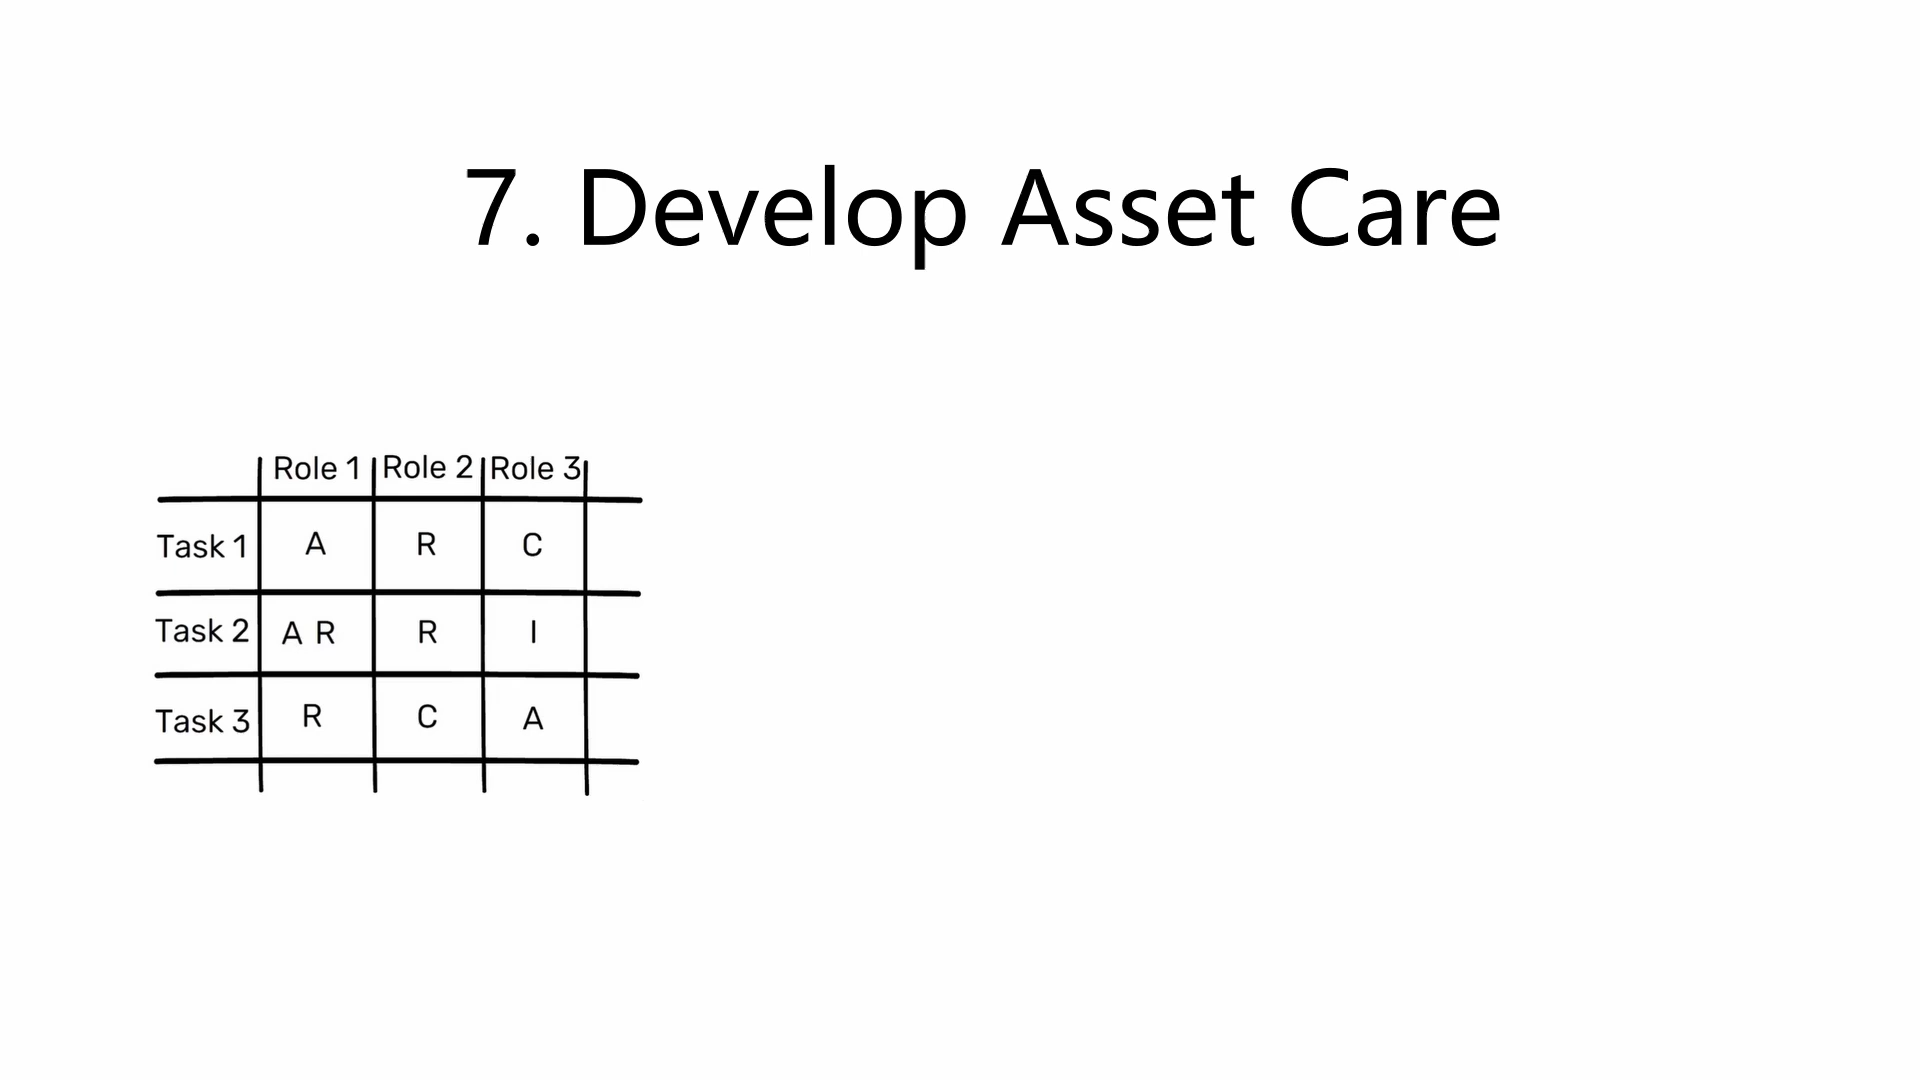 7. Develop Asset Care
Role 1 Role 2 Role 3
Task 1 A R C
Task 2 A R R I
Task 3 R C A